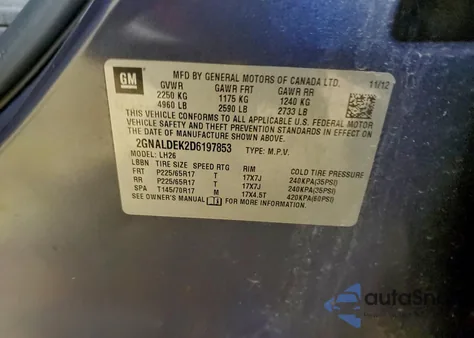 GM
MFD BY GENERAL MOTORS OF CANADA LTD. 11/12
GVWR GAWR FRT GAWR RR
2250 KG 1175 KG 1240 KG
4960 LB 2590 LB 2733 LB
THIS VEHICLE CONFORMS TO ALL APPLICABLE U.S. FEDERAL MOTOR
VEHICLE SAFETY AND THEFT PREVENTION STANDARDS IN EFFECT ON THE
DATE OF MANUFACTURE SHOWN ABOVE.
2GNALDEK2D6197853 TYPE: M.P.V.
MODEL: LH26
LBBN TIRE SIZE SPEED RTG RIM COLD TIRE PRESSURE
FRT P225/65R17 T 17X7J 240KPA(35PSI)
RR P225/65R17 T 17X7J 240KPA(35PSI)
SPA T145/70R17 M 17X4.5T 420KPA(60PSI)
SEE OWNER'S MANUAL FOR MORE INFORMATION.